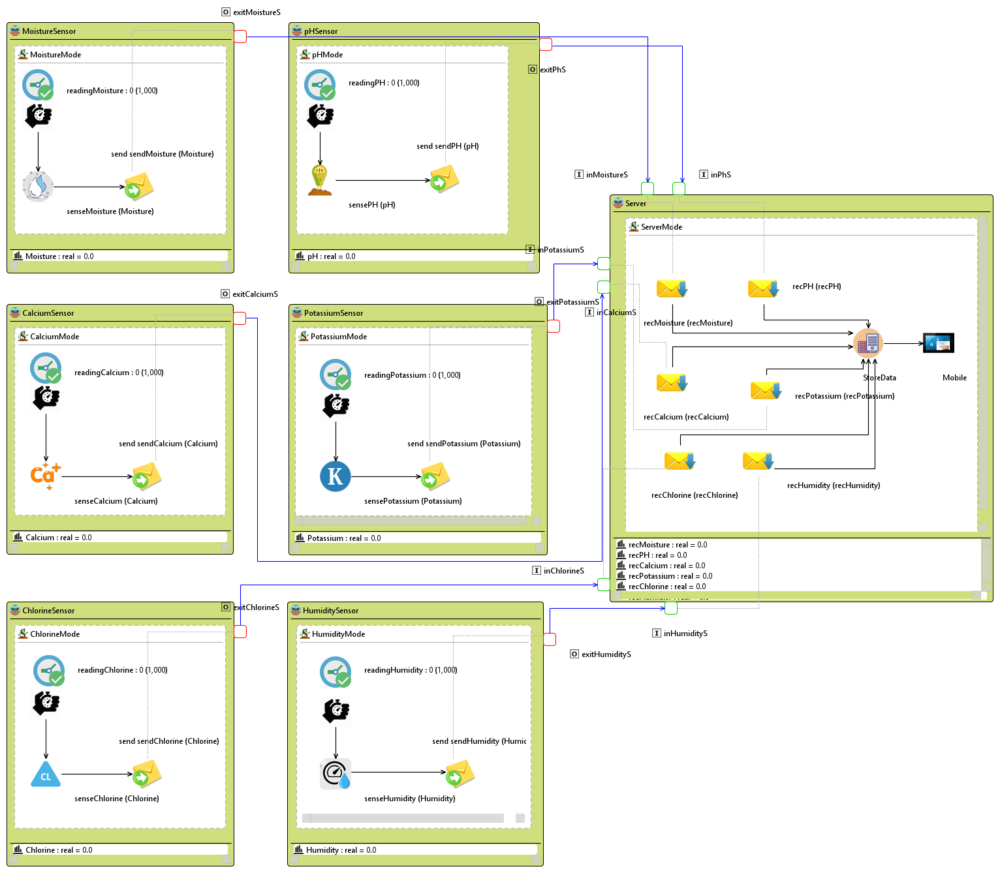 O exitMoistureS
MoistureSensor
MoistureMode
readingMoisture : 0 (1,000)
send sendMoisture (Moisture)
senseMoisture (Moisture)
Moisture : real = 0.0
pHSensor
pHMode
readingPH : 0 (1,000)
send sendPH (pH)
sensePH (pH)
pH : real = 0.0
O exitPhS
I inMoistureS
I inPhS
I inPotassiumS
O exitCalciumS
CalciumSensor
CalciumMode
readingCalcium : 0 (1,000)
send sendCalcium (Calcium)
Ca++
senseCalcium (Calcium)
Calcium : real = 0.0
O exitPotassiumS
PotassiumSensor
PotassiumMode
readingPotassium : 0 (1,000)
send sendPotassium (Potassium)
K
sensePotassium (Potassium)
Potassium : real = 0.0
I inCalciumS
Server
ServerMode
recPH (recPH)
recMoisture (recMoisture)
StoreData
Mobile
recPotassium (recPotassium)
recCalcium (recCalcium)
recHumidity (recHumidity)
recChlorine (recChlorine)
recMoisture : real = 0.0
recPH : real = 0.0
recCalcium : real = 0.0
recPotassium : real = 0.0
recChlorine : real = 0.0
I inChlorineS
O exitChlorineS
ChlorineSensor
ChlorineMode
readingChlorine : 0 (1,000)
send sendChlorine (Chlorine)
CL
senseChlorine (Chlorine)
Chlorine : real = 0.0
HumiditySensor
HumidityMode
readingHumidity : 0 (1,000)
send sendHumidity (Humic
senseHumidity (Humidity)
Humidity : real = 0.0
O exitHumidityS
I inHumidityS